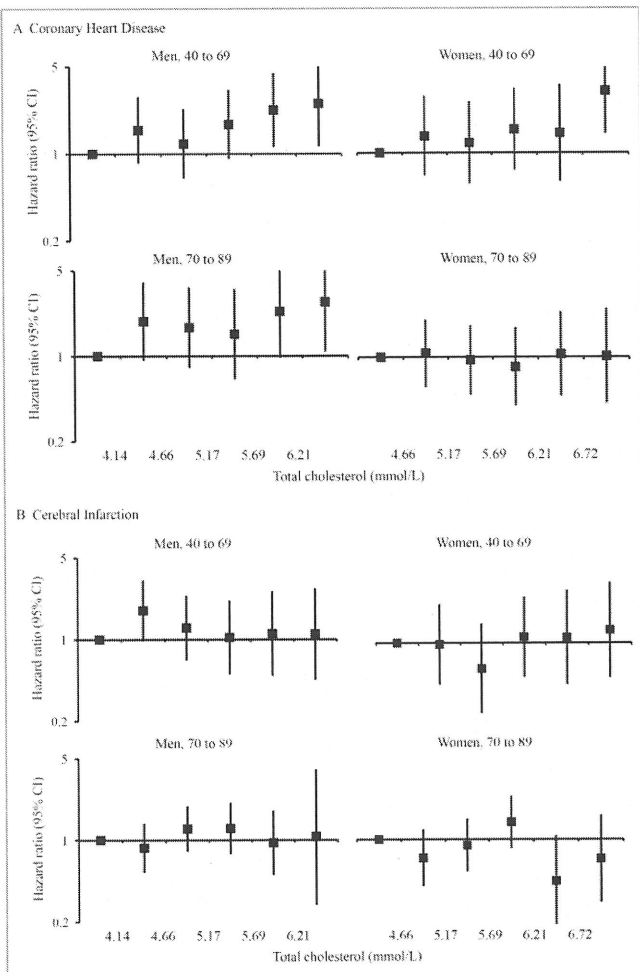 A Coronary Heart Disease
Men, 40 to 69
Women, 40 to 69
Hazard ratio (95% CI)
5
1
0.2
Men, 70 to 89
Women, 70 to 89
Hazard ratio (95% CI)
5
1
0.2
4.14 4.66 5.17 5.69 6.21
4.66 5.17 5.69 6.21 6.72
Total cholesterol (mmol/L)
B Cerebral Infarction
Men, 40 to 69
Women, 40 to 69
Hazard ratio (95% CI)
5
1
0.2
Men, 70 to 89
Women, 70 to 89
Hazard ratio (95% CI)
5
1
0.2
4.14 4.66 5.17 5.69 6.21
4.66 5.17 5.69 6.21 6.72
Total cholesterol (mmol/L)